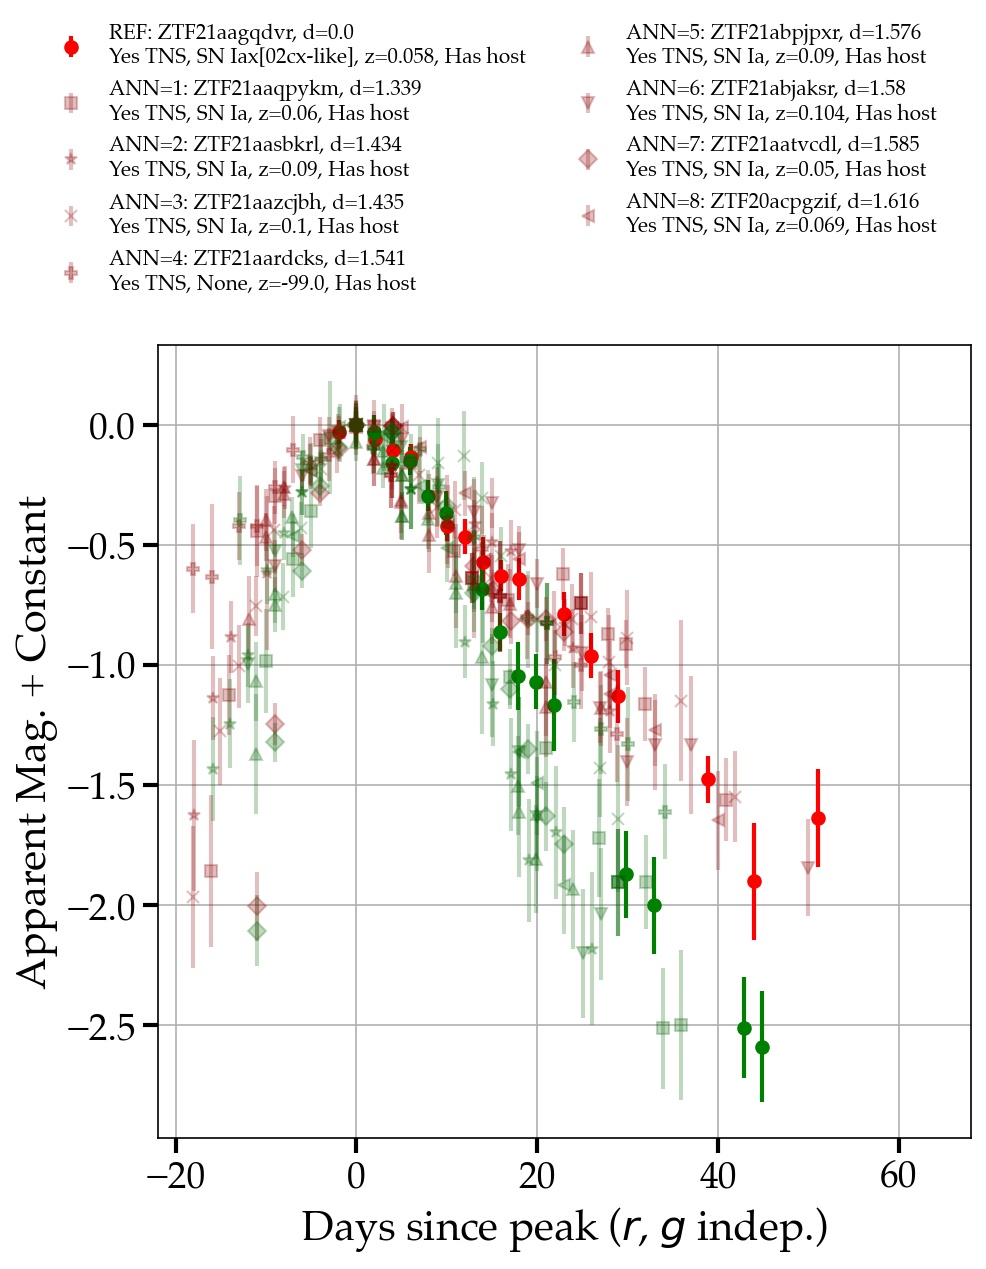 REF: ZTF21aagqdvr, d=0.0
Yes TNS, SN Iax[02cx-like], z=0.058, Has host
ANN=1: ZTF21aaqpykm, d=1.339
Yes TNS, SN Ia, z=0.06, Has host
ANN=2: ZTF21aasbkrl, d=1.434
Yes TNS, SN Ia, z=0.09, Has host
ANN=3: ZTF21aazcjbh, d=1.435
Yes TNS, SN Ia, z=0.1, Has host
ANN=4: ZTF21aardcks, d=1.541
Yes TNS, None, z=-99.0, Has host
ANN=5: ZTF21abpjpxr, d=1.576
Yes TNS, SN Ia, z=0.09, Has host
ANN=6: ZTF21abjaksr, d=1.58
Yes TNS, SN Ia, z=0.104, Has host
ANN=7: ZTF21aatvcdl, d=1.585
Yes TNS, SN Ia, z=0.05, Has host
ANN=8: ZTF20acpgzif, d=1.616
Yes TNS, SN Ia, z=0.069, Has host
Apparent Mag. + Constant
0.0
−0.5
−1.0
−1.5
−2.0
−2.5
−20 0 20 40 60
Days since peak (r, g indep.)